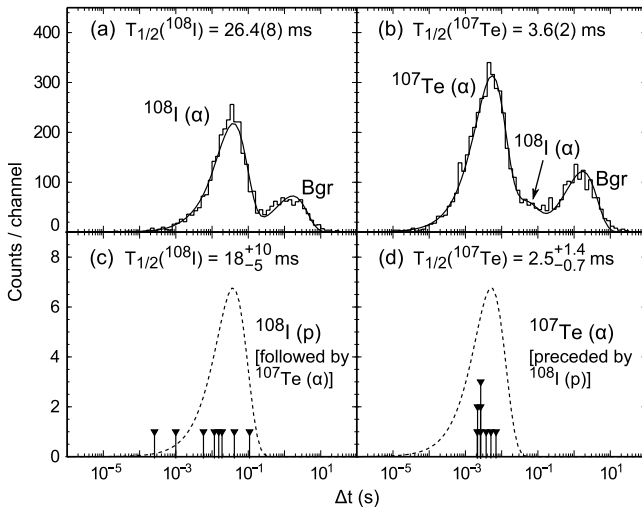 (a) T1/2(¹⁰⁸I) = 26.4(8) ms
(b) T1/2(¹⁰⁷Te) = 3.6(2) ms
400
300
200
100
0
¹⁰⁸I (α)
Bgr
¹⁰⁷Te (α)
¹⁰⁸I (α)
Bgr
Counts / channel
(c) T1/2(¹⁰⁸I) = 18 +10 −5 ms
(d) T1/2(¹⁰⁷Te) = 2.5 +1.4 −0.7 ms
8
6
4
2
0
¹⁰⁸I (p)
[followed by
¹⁰⁷Te (α)]
¹⁰⁷Te (α)
[preceded by
¹⁰⁸I (p)]
10⁻⁵ 10⁻³ 10⁻¹ 10¹ 10⁻⁵ 10⁻³ 10⁻¹ 10¹
Δt (s)